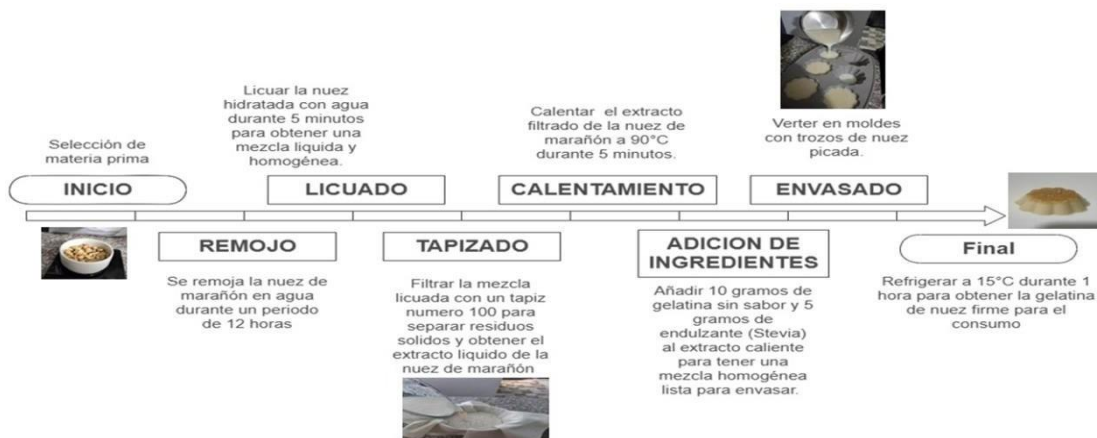 Selección de
materia prima
INICIO
REMOJO
Se remoja la nuez de
marañón en agua
durante un periodo
de 12 horas
Licuar la nuez
hidratada con agua
durante 5 minutos
para obtener una
mezcla liquida y
homogénea.
LICUADO
TAPIZADO
Filtrar la mezcla
licuada con un tapiz
numero 100 para
separar residuos
solidos y obtener el
extracto liquido de la
nuez de marañón
Calentar el extracto
filtrado de la nuez de
marañón a 90°C
durante 5 minutos.
CALENTAMIENTO
ADICION DE
INGREDIENTES
Añadir 10 gramos de
gelatina sin sabor y 5
gramos de
endulzante (Stevia)
al extracto caliente
para tener una
mezcla homogénea
lista para envasar.
Verter en moldes
con trozos de nuez
picada.
ENVASADO
Final
Refrigerar a 15°C durante 1
hora para obtener la gelatina
de nuez firme para el
consumo